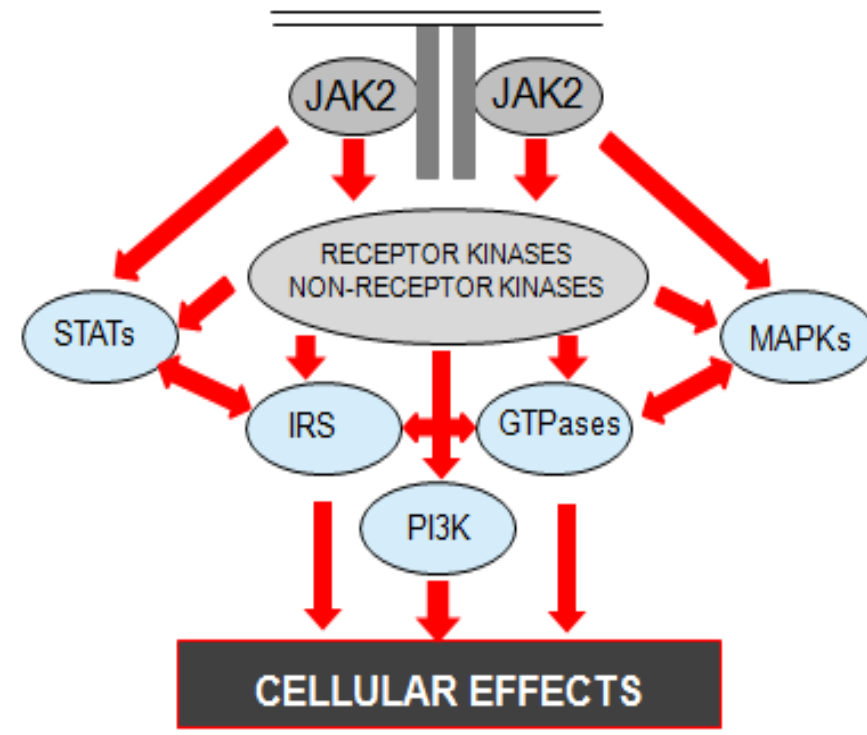 JAK2
JAK2
RECEPTOR KINASES
NON-RECEPTOR KINASES
STATs
MAPKs
IRS
GTPases
PI3K
CELLULAR EFFECTS